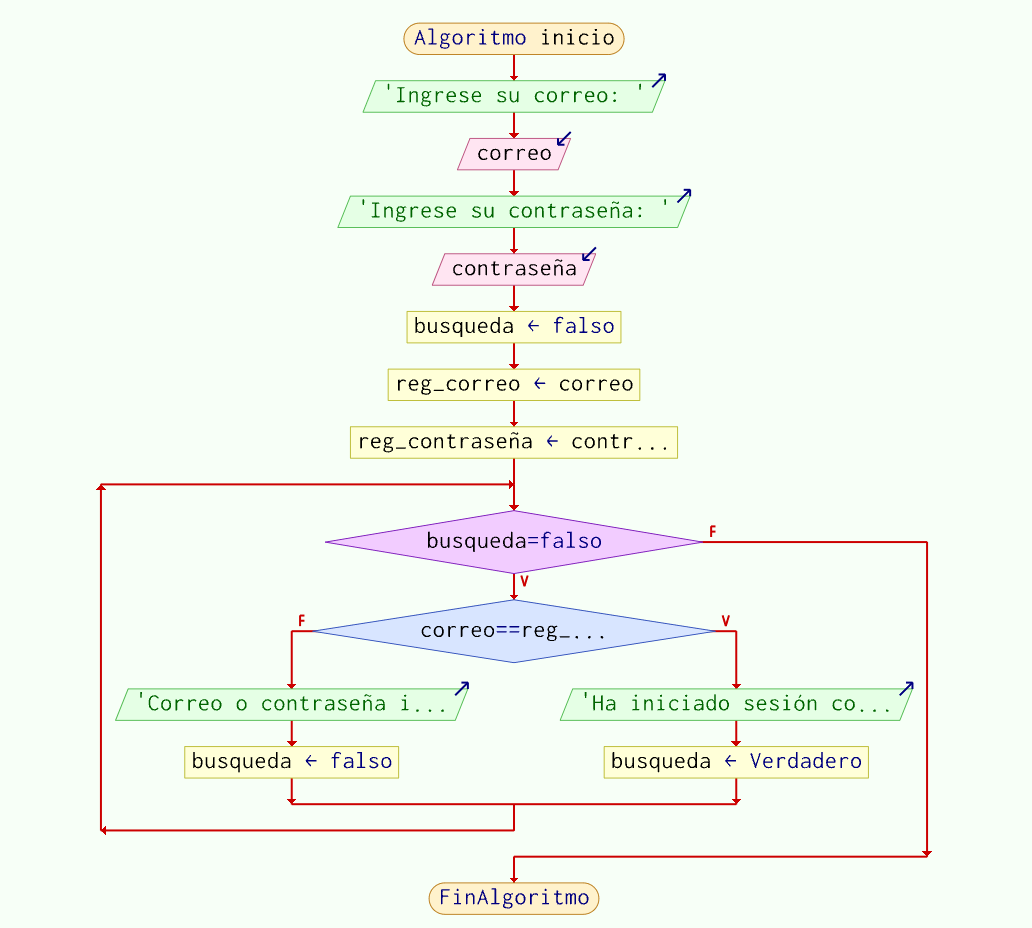 Algoritmo inicio
'Ingrese su correo: '
correo
'Ingrese su contraseña: '
contraseña
busqueda ← falso
reg_correo ← correo
reg_contraseña ← contr...
busqueda=falso
F
V
correo==reg_...
F
V
'Correo o contraseña i...
'Ha iniciado sesión co...
busqueda ← falso
busqueda ← Verdadero
FinAlgoritmo